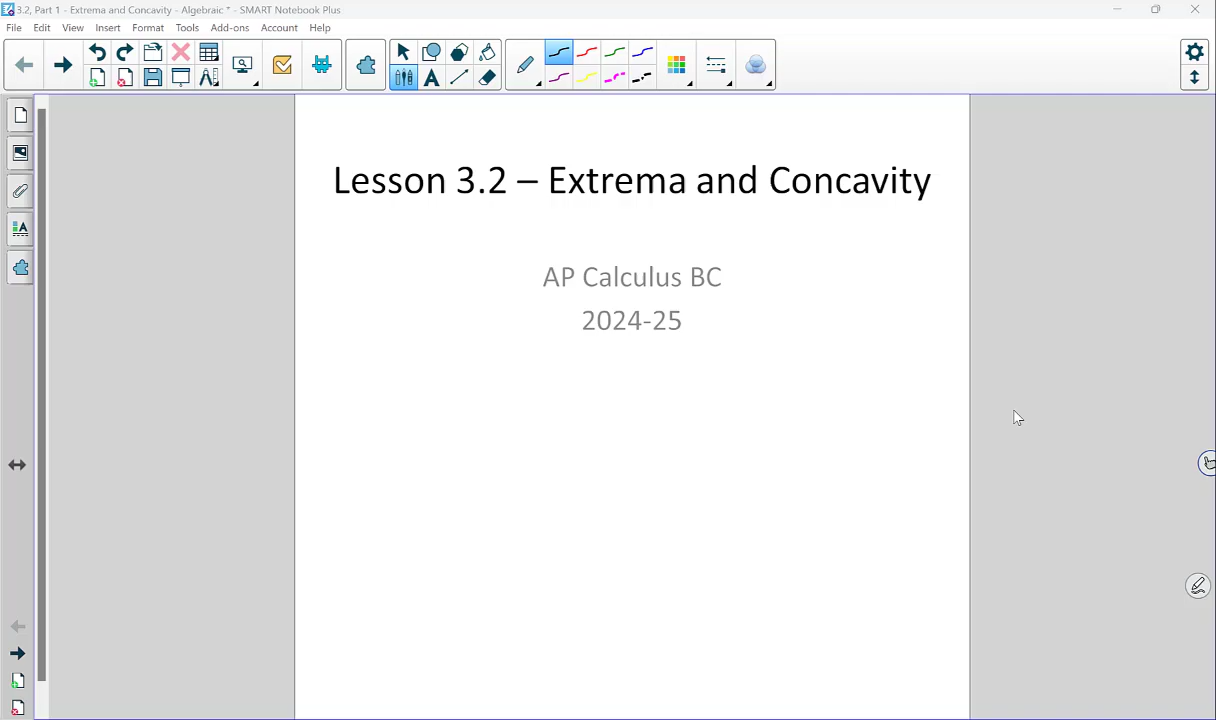 3.2, Part 1 - Extrema and Concavity - Algebraic * - SMART Notebook Plus
File Edit View Insert Format Tools Add-ons Account Help
Lesson 3.2 – Extrema and Concavity
AP Calculus BC
2024-25